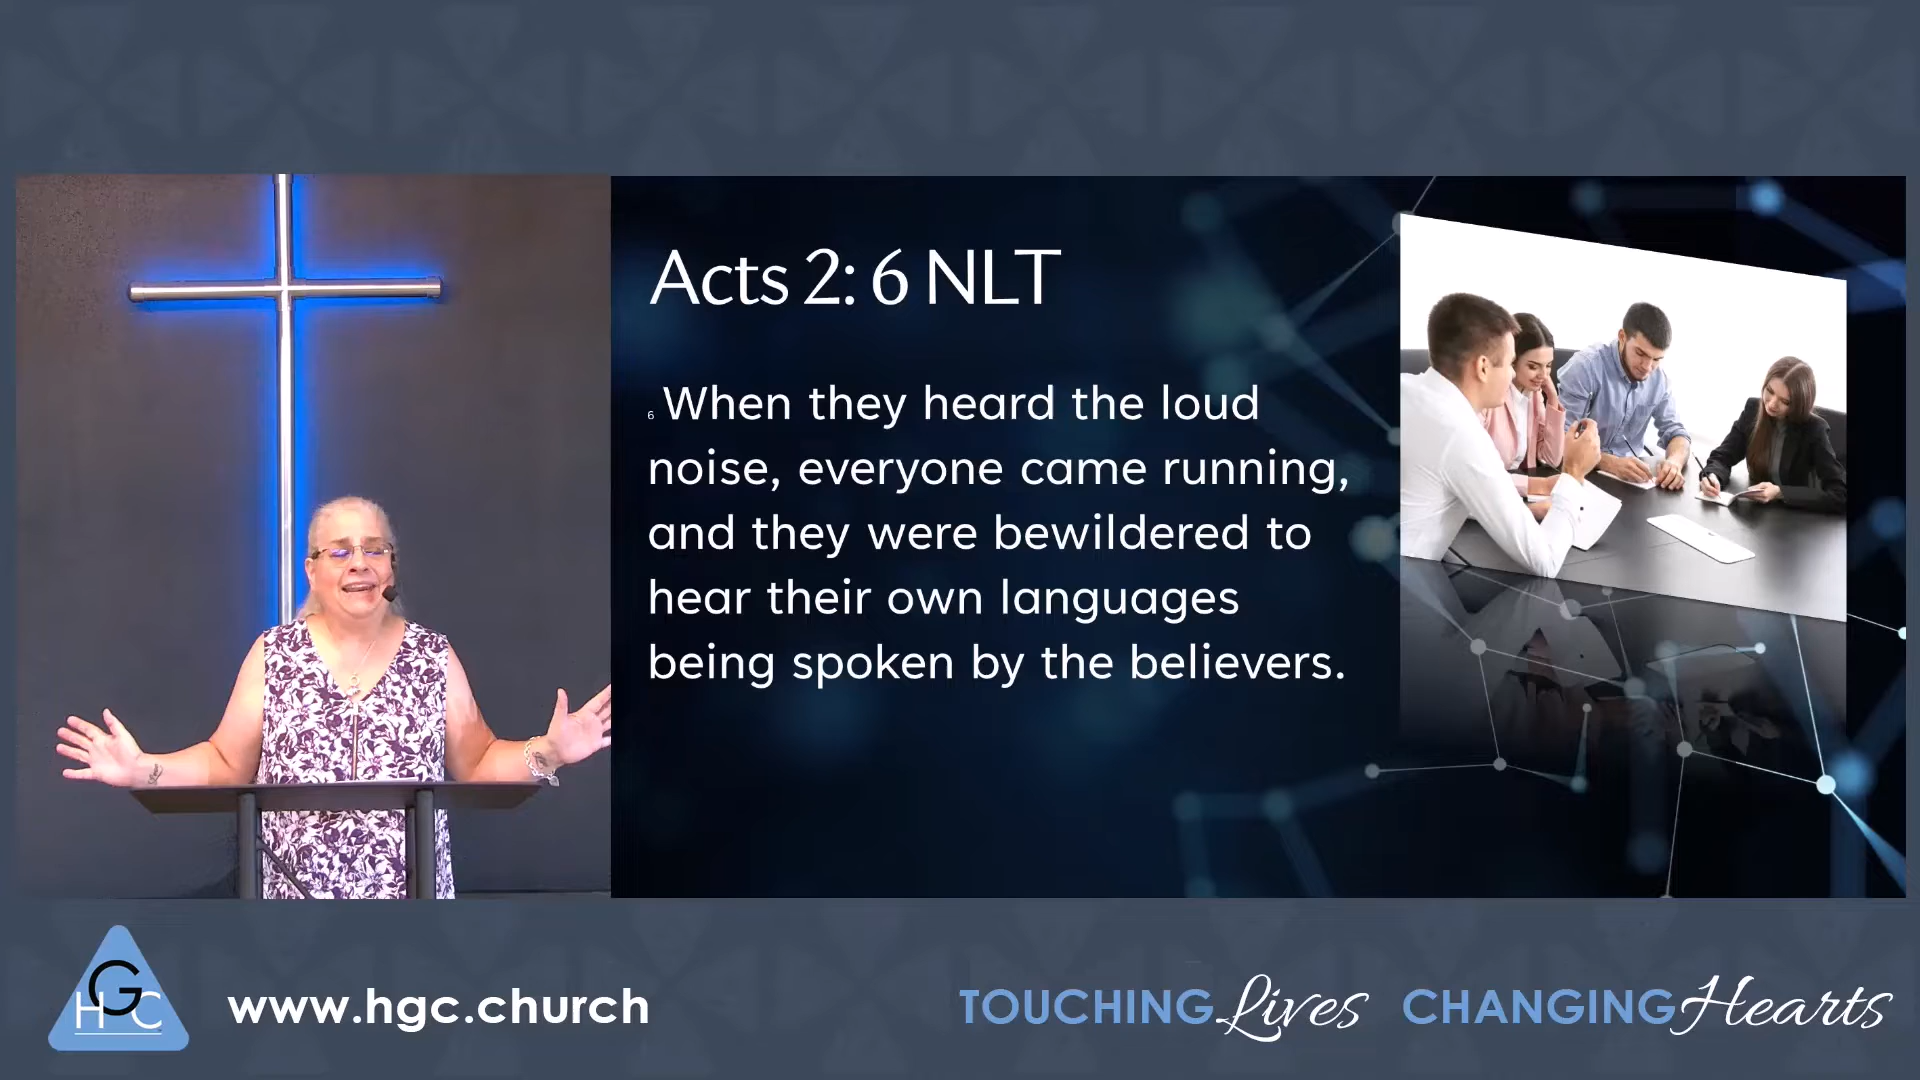 Acts 2: 6 NLT
6 When they heard the loud
noise, everyone came running,
and they were bewildered to
hear their own languages
being spoken by the believers.
HGC
www.hgc.church
TOUCHING Lives CHANGING Hearts